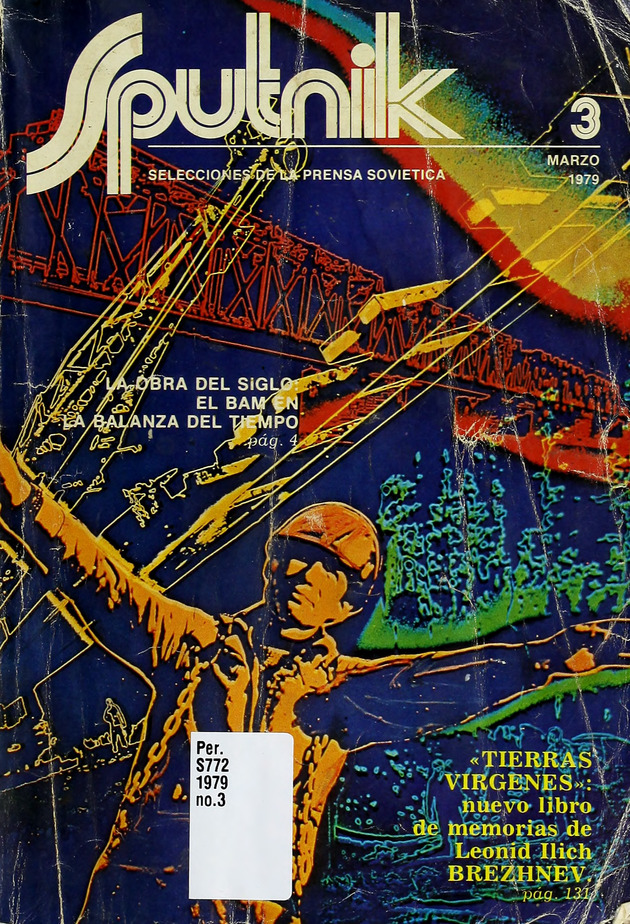 Sputnik
3
MARZO
1979
SELECCIONES DE LA PRENSA SOVIETICA
LA OBRA DEL SIGLO:
EL BAM EN
LA BALANZA DEL TIEMPO
pág. 4
Per.
S772
1979
no.3
«TIERRAS
VIRGENES»:
nuevo libro
de memorias de
Leonid Ilich
BREZHNEV.
pág. 131